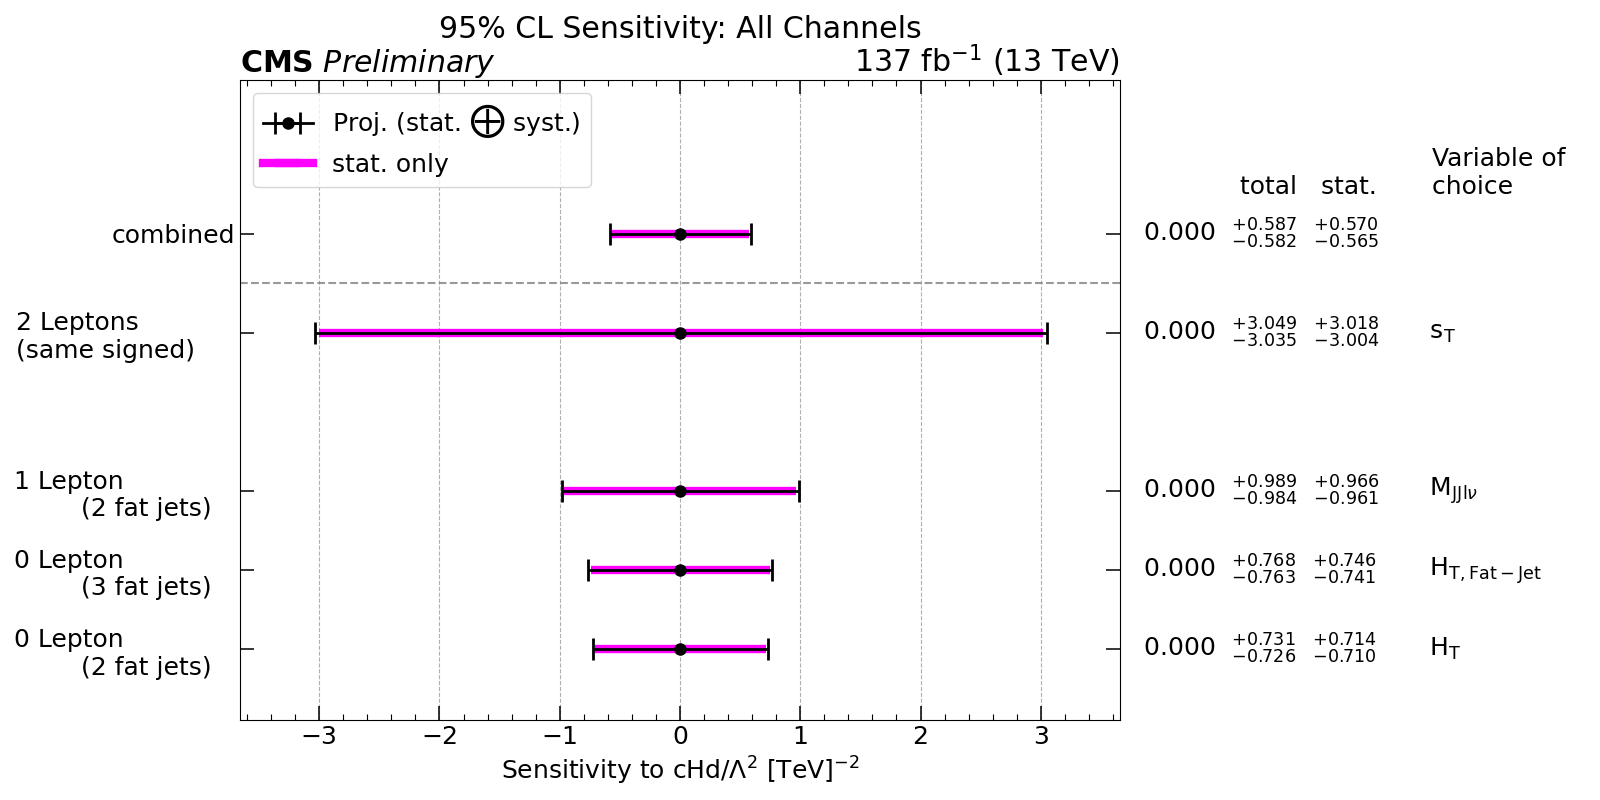 95% CL Sensitivity: All Channels
CMS Preliminary 137 fb⁻¹ (13 TeV)
Proj. (stat. ⊕ syst.)
stat. only
Variable of
total stat. choice
combined 0.000 +0.587 −0.582 +0.570 −0.565
2 Leptons
(same signed) 0.000 +3.049 −3.035 +3.018 −3.004 s_T
1 Lepton
(2 fat jets) 0.000 +0.989 −0.984 +0.966 −0.961 M_JJlν
0 Lepton
(3 fat jets) 0.000 +0.768 −0.763 +0.746 −0.741 H_T, Fat−Jet
0 Lepton
(2 fat jets) 0.000 +0.731 −0.726 +0.714 −0.710 H_T
−3 −2 −1 0 1 2 3
Sensitivity to cHd/Λ² [TeV]⁻²